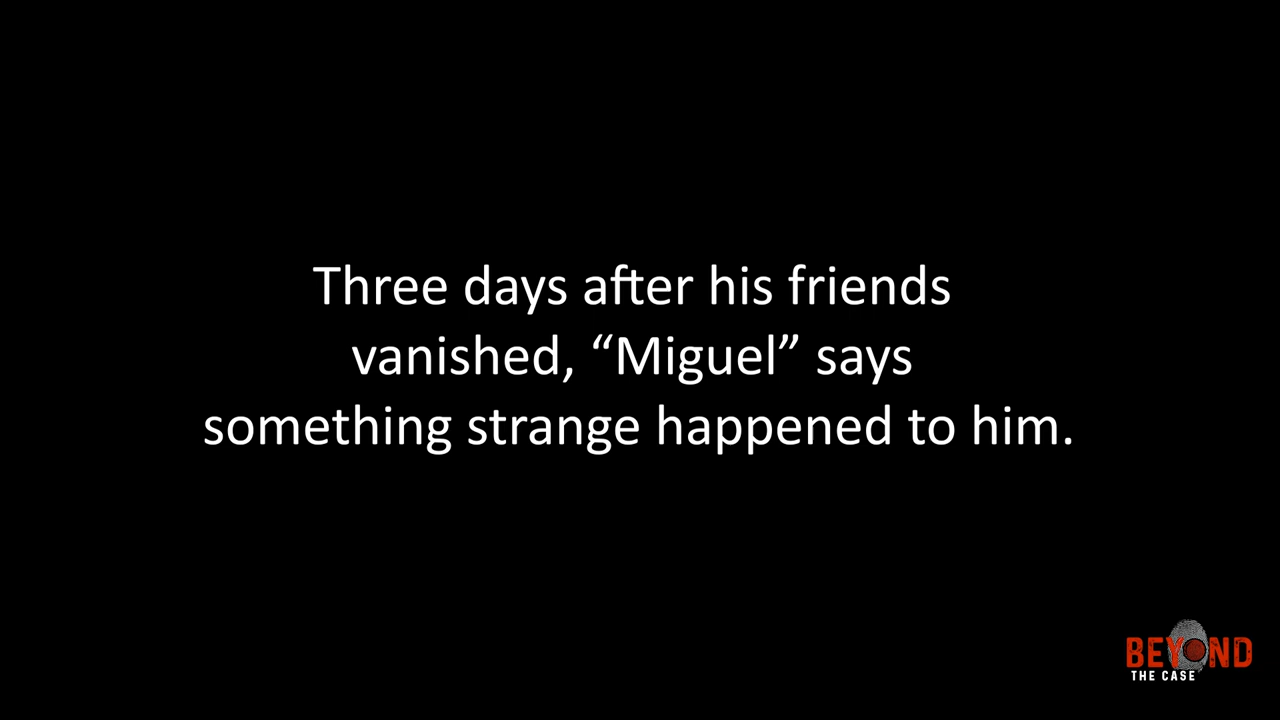 Three days after his friends
vanished, “Miguel” says
something strange happened to him.
BEYOND
THE CASE